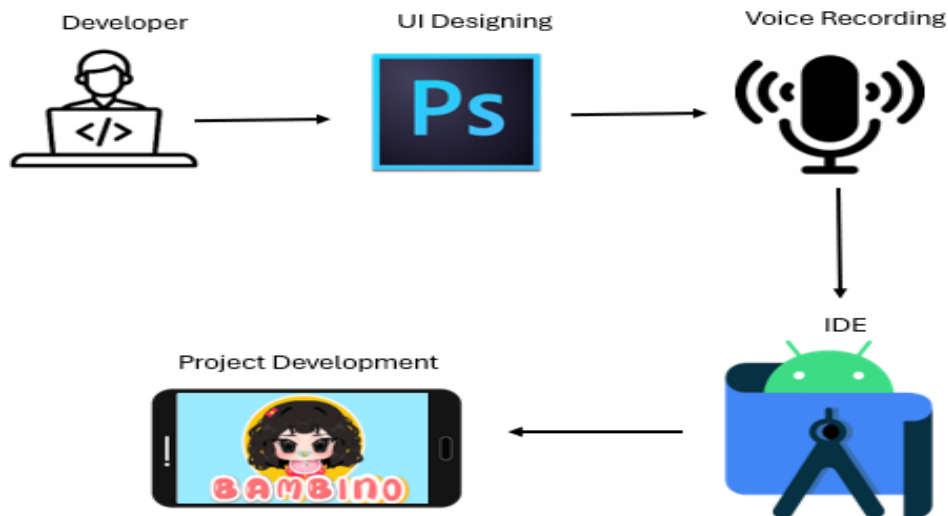 Developer
UI Designing
Voice Recording
</>
Ps
IDE
Project Development
BAMBINO